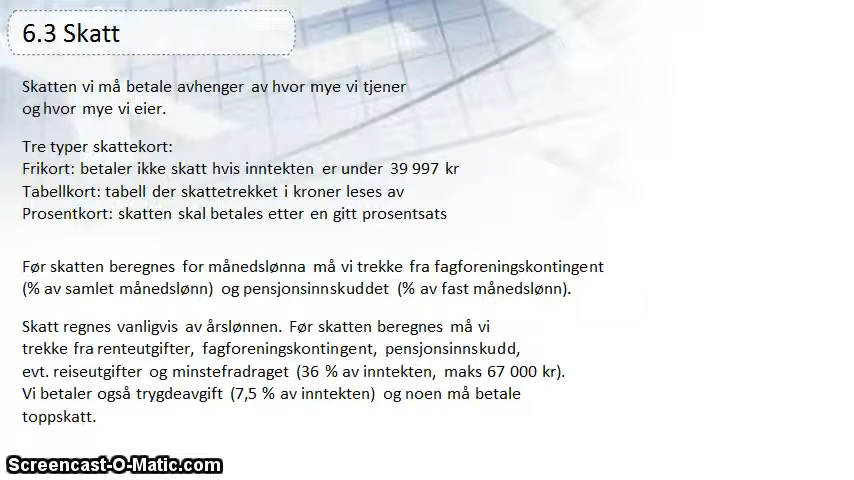 6.3 Skatt
Skatten vi må betale avhenger av hvor mye vi tjener
og hvor mye vi eier.
Tre typer skattekort:
Frikort: betaler ikke skatt hvis inntekten er under 39 997 kr
Tabellkort: tabell der skattetrekket i kroner leses av
Prosentkort: skatten skal betales etter en gitt prosentsats
Før skatten beregnes for månedslønna må vi trekke fra fagforeningskontingent
(% av samlet månedslønn) og pensjonsinnskuddet (% av fast månedslønn).
Skatt regnes vanligvis av årslønnen. Før skatten beregnes må vi
trekke fra renteutgifter, fagforeningskontingent, pensjonsinnskudd,
evt. reiseutgifter og minstefradraget (36 % av inntekten, maks 67 000 kr).
Vi betaler også trygdeavgift (7,5 % av inntekten) og noen må betale
toppskatt.
Screencast-O-Matic.com